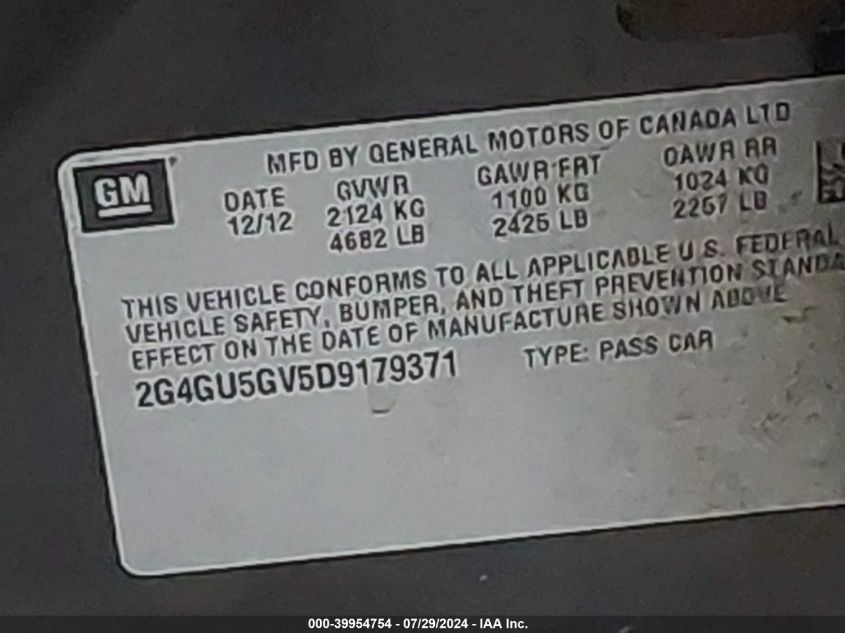 GM
MFD BY GENERAL MOTORS OF CANADA LTD
DATE GVWR GAWR FRT GAWR RR
12/12 2124 KG 1100 KG 1024 KG
4682 LB 2425 LB 2257 LB
THIS VEHICLE CONFORMS TO ALL APPLICABLE U.S. FEDERAL
VEHICLE SAFETY, BUMPER, AND THEFT PREVENTION STANDA
EFFECT ON THE DATE OF MANUFACTURE SHOWN ABOVE
2G4GU5GV5D9179371 TYPE: PASS CAR
000-39954754 - 07/29/2024 - IAA Inc.